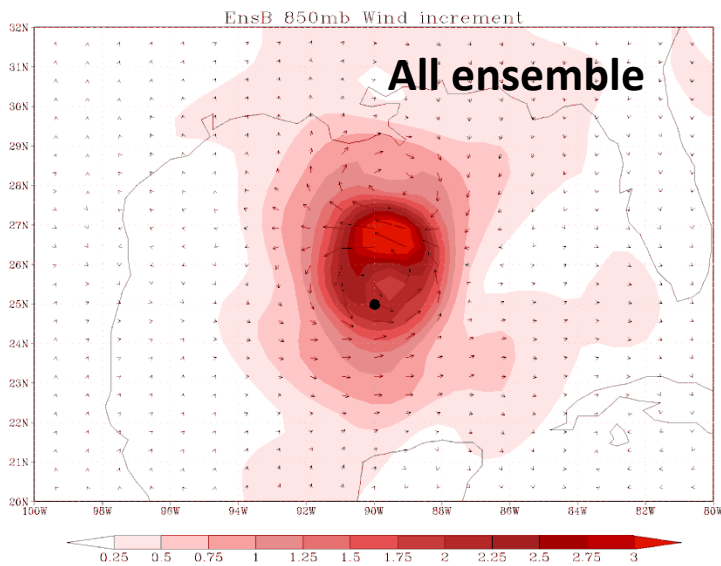 EnsB 850mb Wind increment
All ensemble
32N
31N
30N
29N
28N
27N
26N
25N
24N
23N
22N
21N
20N
100W 98W 96W 94W 92W 90W 88W 86W 84W 82W 80W
0.25 0.5 0.75 1 1.25 1.5 1.75 2 2.25 2.5 2.75 3